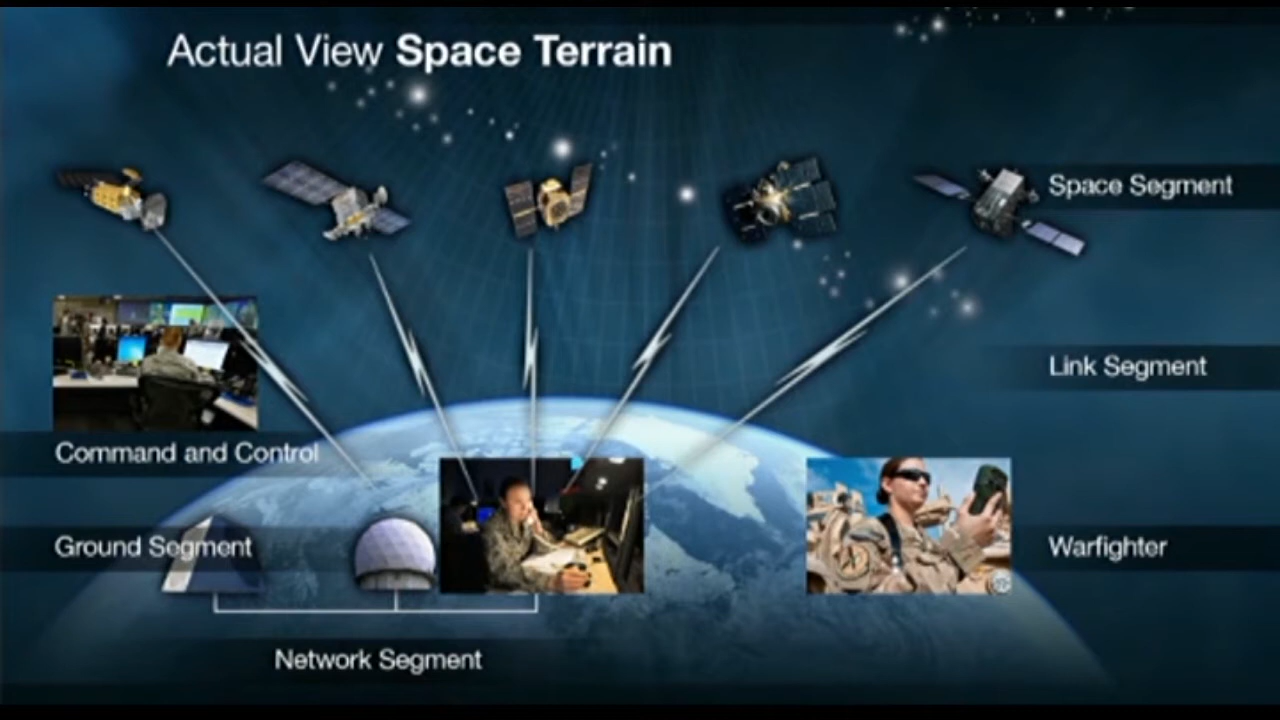 Actual View Space Terrain
Space Segment
Link Segment
Command and Control
Ground Segment
Warfighter
Network Segment